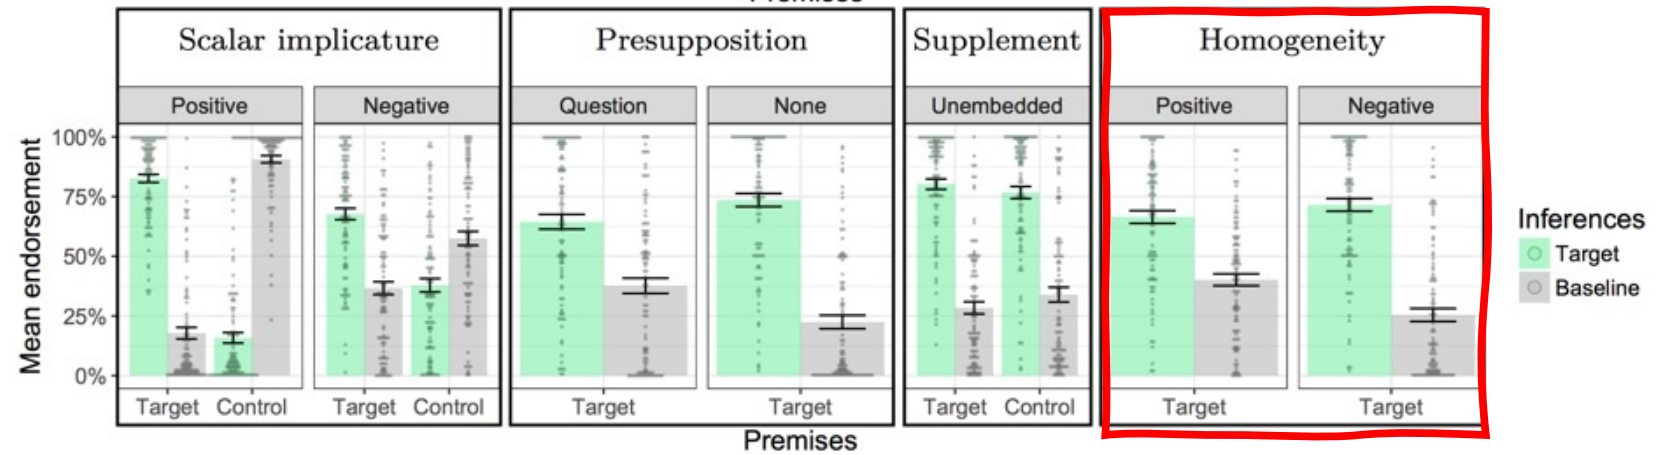 Premises
Scalar implicature Presupposition Supplement Homogeneity
Positive Negative Question None Unembedded Positive Negative
Mean endorsement
100%
75%
50%
25%
0%
Target Control Target Control Target Target Target Control Target Target
Premises
Inferences
Target
Baseline